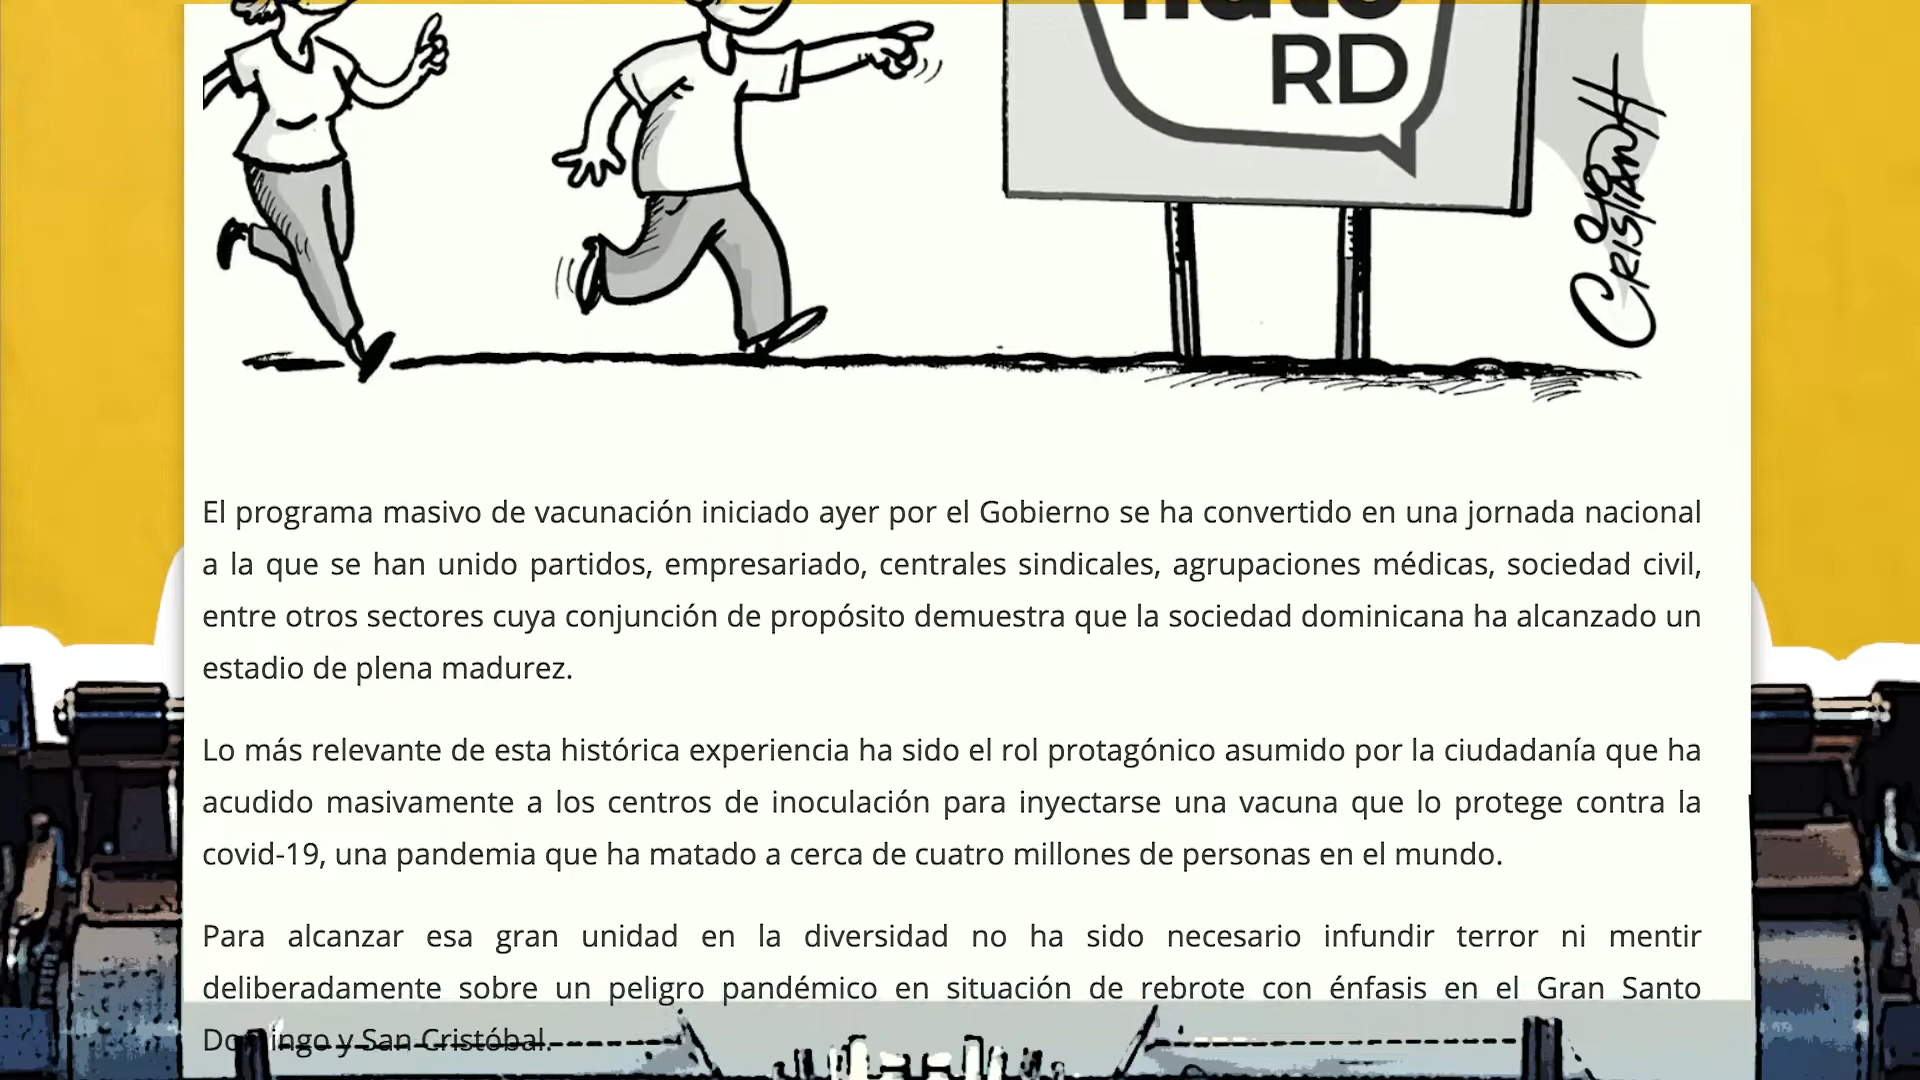 RD
Cristian H
El programa masivo de vacunación iniciado ayer por el Gobierno se ha convertido en una jornada nacional
a la que se han unido partidos, empresariado, centrales sindicales, agrupaciones médicas, sociedad civil,
entre otros sectores cuya conjunción de propósito demuestra que la sociedad dominicana ha alcanzado un
estadio de plena madurez.
Lo más relevante de esta histórica experiencia ha sido el rol protagónico asumido por la ciudadanía que ha
acudido masivamente a los centros de inoculación para inyectarse una vacuna que lo protege contra la
covid-19, una pandemia que ha matado a cerca de cuatro millones de personas en el mundo.
Para alcanzar esa gran unidad en la diversidad no ha sido necesario infundir terror ni mentir
deliberadamente sobre un peligro pandémico en situación de rebrote con énfasis en el Gran Santo
Domingo y San Cristóbal.